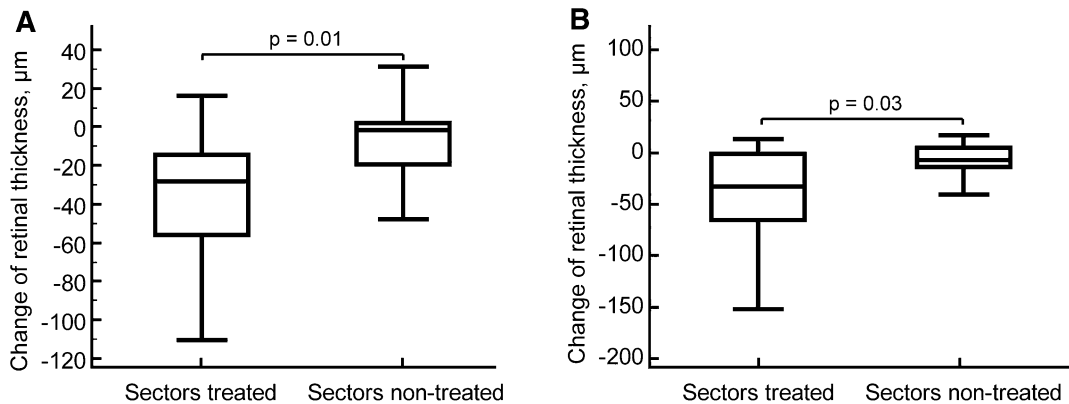 A
Change of retinal thickness, µm
40
20
0
-20
-40
-60
-80
-100
-120
p = 0.01
Sectors treated
Sectors non-treated
B
Change of retinal thickness, µm
100
50
0
-50
-100
-150
-200
p = 0.03
Sectors treated
Sectors non-treated